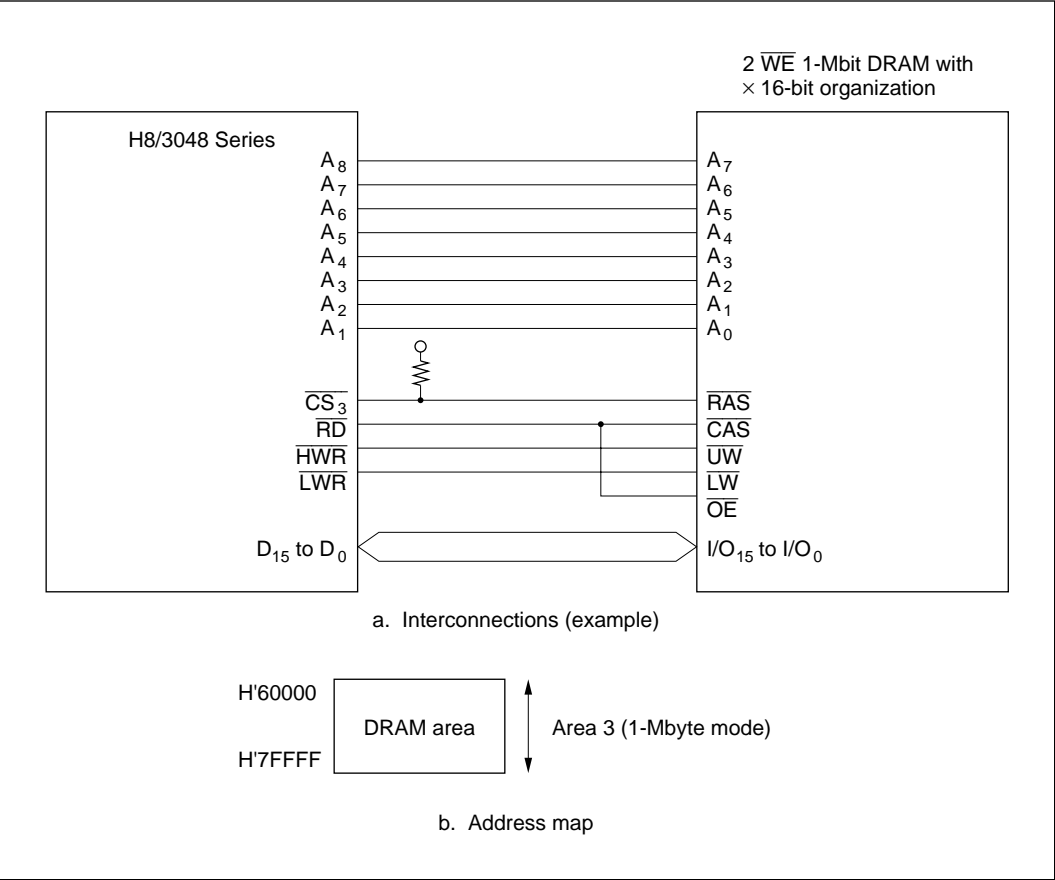 2 WE 1-Mbit DRAM with
× 16-bit organization
H8/3048 Series
A8 A7
A7 A6
A6 A5
A5 A4
A4 A3
A3 A2
A2 A1
A1 A0
CS3 RAS
RD CAS
HWR UW
LWR LW
OE
D15 to D0 I/O15 to I/O0
a. Interconnections (example)
H'60000
DRAM area Area 3 (1-Mbyte mode)
H'7FFFF
b. Address map